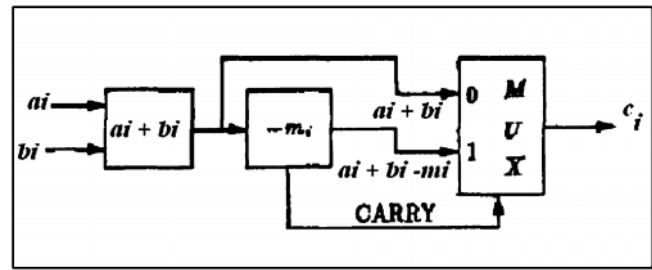 ai
bi
ai + bi
-mi
ai + bi
ai + bi -mi
CARRY
0
1
M
U
X
ci